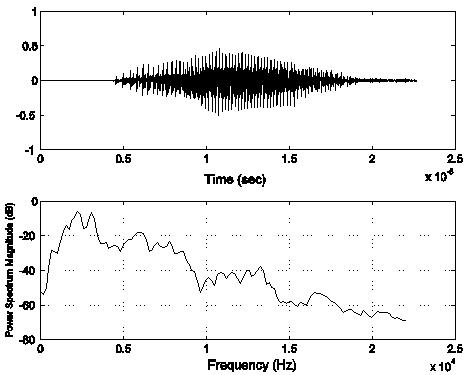 1
0.5
0
-0.5
-1
0 0.5 1 1.5 2 2.5
Time (sec) x 10⁻⁵
Power Spectrum Magnitude (dB)
0
-20
-40
-60
-80
0 0.5 1 1.5 2 2.5
Frequency (Hz) x 10⁴